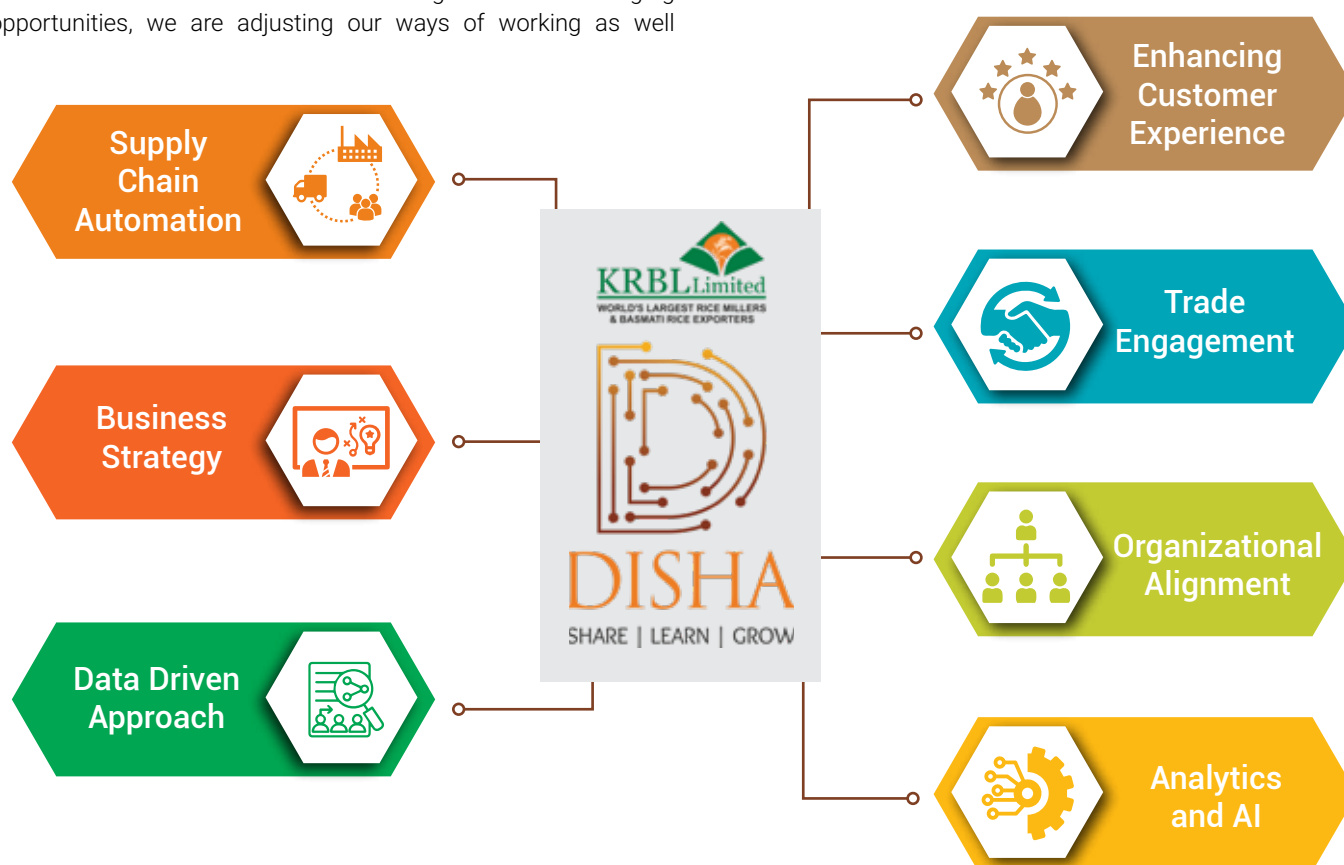 opportunities, we are adjusting our ways of working as well
Supply
Chain
Automation
Business
Strategy
Data Driven
Approach
KRBL Limited
WORLD'S LARGEST RICE MILLERS
& BASMATI RICE EXPORTERS
DISHA
SHARE | LEARN | GROW
Enhancing
Customer
Experience
Trade
Engagement
Organizational
Alignment
Analytics
and AI